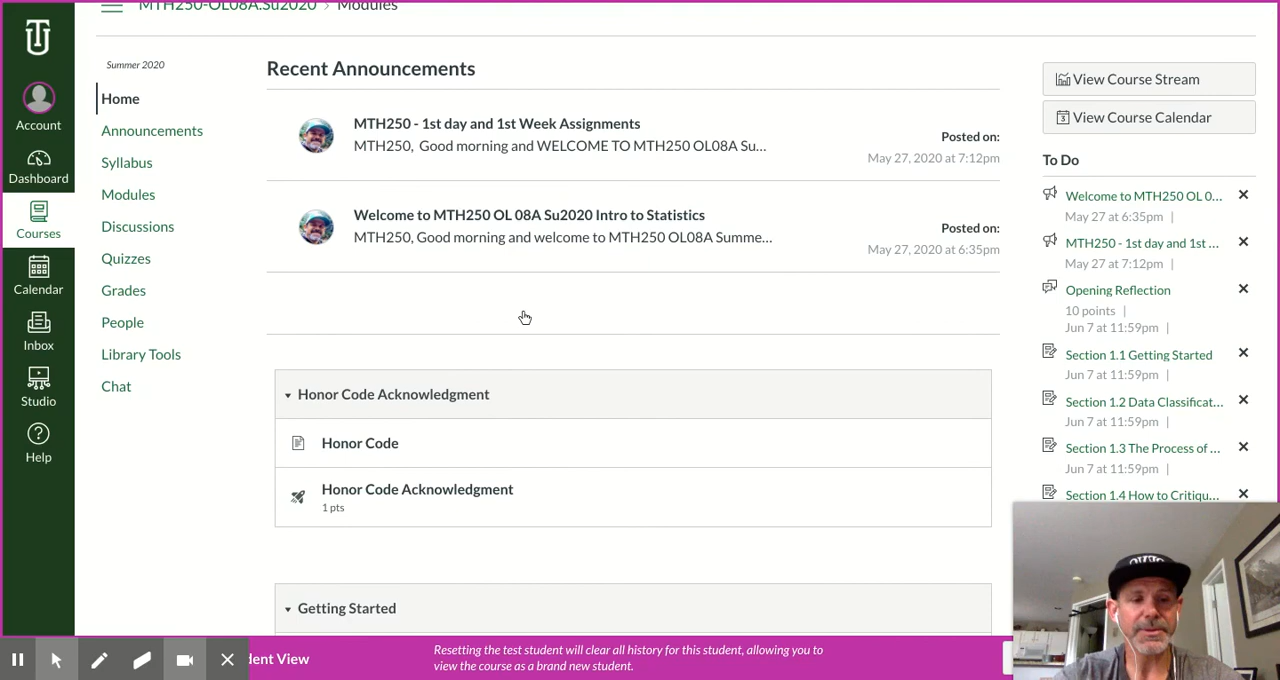 MTH250-OL08A.Su2020 > Modules
Summer 2020
Home
Announcements
Syllabus
Modules
Discussions
Quizzes
Grades
People
Library Tools
Chat
Account
Dashboard
Courses
Calendar
Inbox
Studio
Help
Recent Announcements
MTH250 - 1st day and 1st Week Assignments
MTH250,  Good morning and WELCOME TO MTH250 OL08A Su...
Posted on:
May 27, 2020 at 7:12pm
Welcome to MTH250 OL 08A Su2020 Intro to Statistics
MTH250, Good morning and welcome to MTH250 OL08A Summe...
Posted on:
May 27, 2020 at 6:35pm
Honor Code Acknowledgment
Honor Code
Honor Code Acknowledgment
1 pts
Getting Started
View Course Stream
View Course Calendar
To Do
Welcome to MTH250 OL 0...
May 27 at 6:35pm |
MTH250 - 1st day and 1st ...
May 27 at 7:12pm |
Opening Reflection
10 points |
Jun 7 at 11:59pm |
Section 1.1 Getting Started
Jun 7 at 11:59pm |
Section 1.2 Data Classificat...
Jun 7 at 11:59pm |
Section 1.3 The Process of ...
Jun 7 at 11:59pm |
Section 1.4 How to Critiqu...
dent View
Resetting the test student will clear all history for this student, allowing you to
view the course as a brand new student.